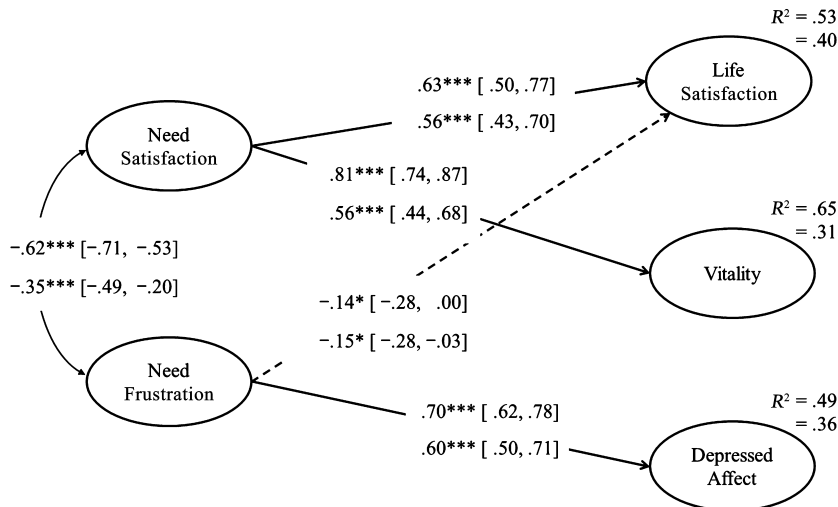 R² = .53
= .40
Life
Satisfaction
.63*** [ .50, .77]
.56*** [ .43, .70]
Need
Satisfaction
.81*** [ .74, .87]
.56*** [ .44, .68]
R² = .65
= .31
Vitality
−.62*** [−.71, −.53]
−.35*** [−.49, −.20]
−.14* [ −.28, .00]
−.15* [ −.28, −.03]
Need
Frustration
R² = .49
= .36
.70*** [ .62, .78]
.60*** [ .50, .71]
Depressed
Affect